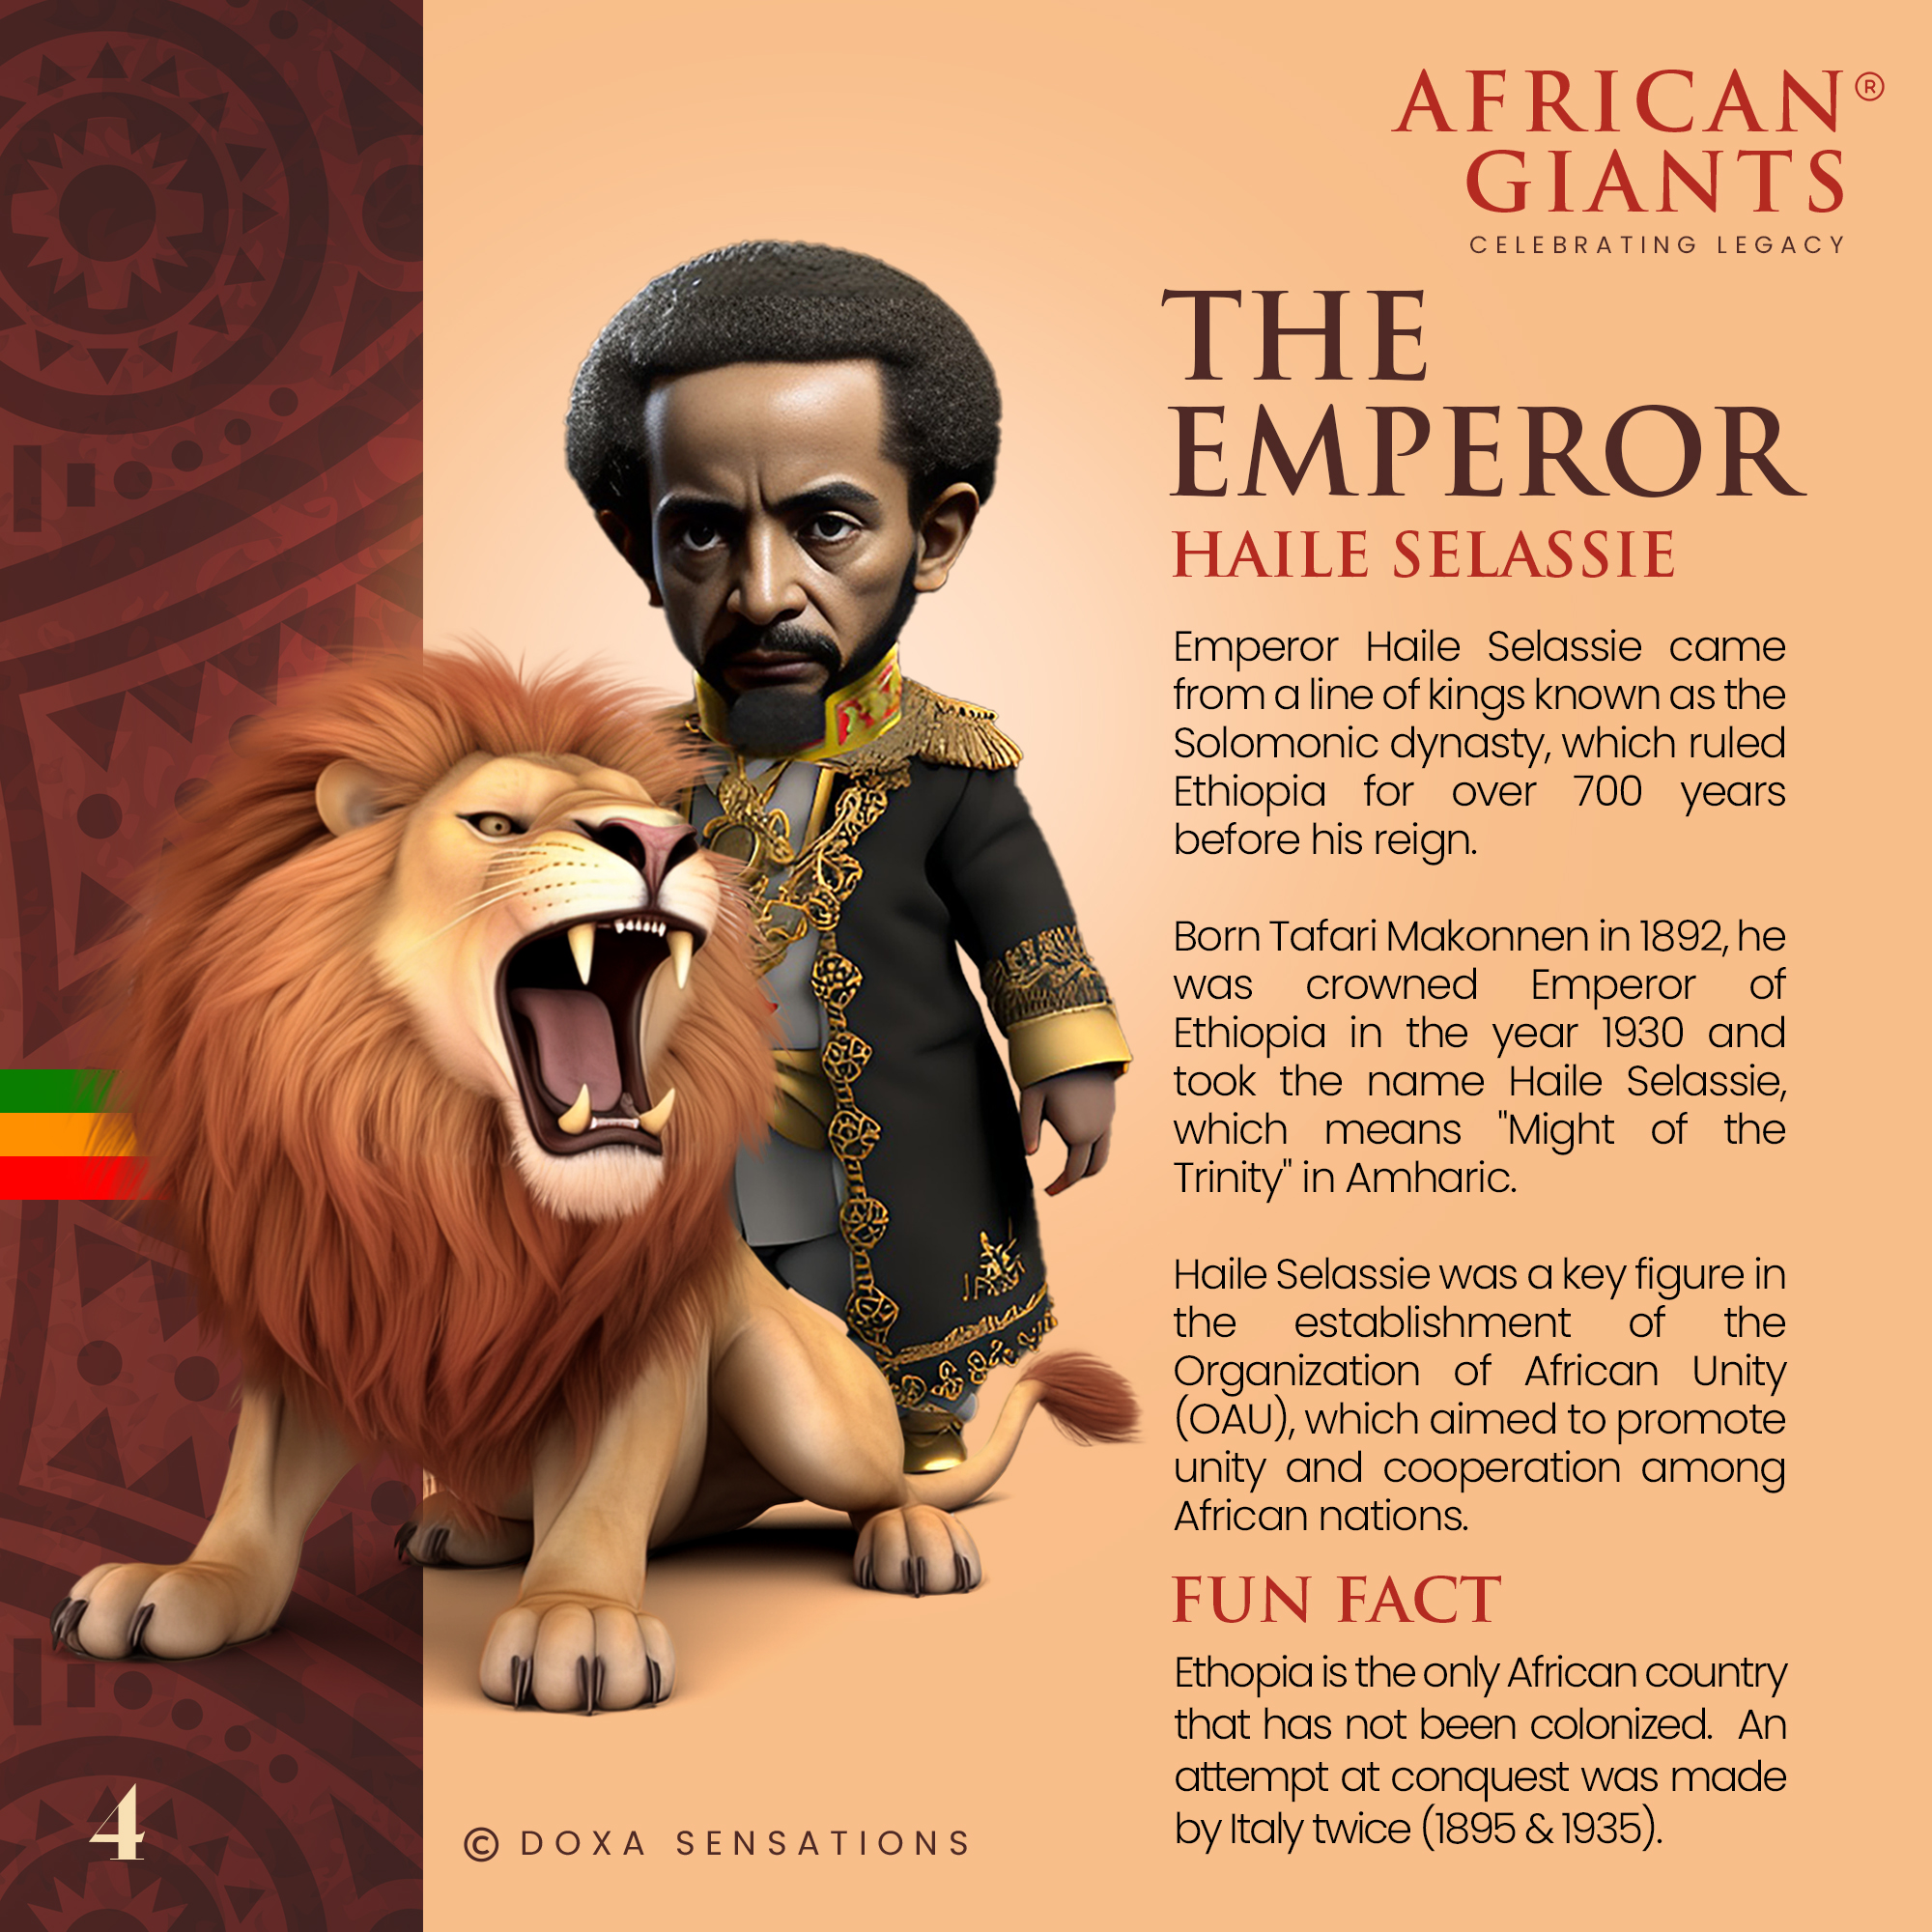 AFRICAN®
GIANTS
CELEBRATING LEGACY
THE
EMPEROR
HAILE SELASSIE
Emperor Haile Selassie came
from a line of kings known as the
Solomonic dynasty, which ruled
Ethiopia for over 700 years
before his reign.
Born Tafari Makonnen in 1892, he
was crowned Emperor of
Ethiopia in the year 1930 and
took the name Haile Selassie,
which means "Might of the
Trinity" in Amharic.
Haile Selassie was a key figure in
the establishment of the
Organization of African Unity
(OAU), which aimed to promote
unity and cooperation among
African nations.
FUN FACT
Ethopia is the only African country
that has not been colonized. An
attempt at conquest was made
by Italy twice (1895 & 1935).
4
© DOXA SENSATIONS